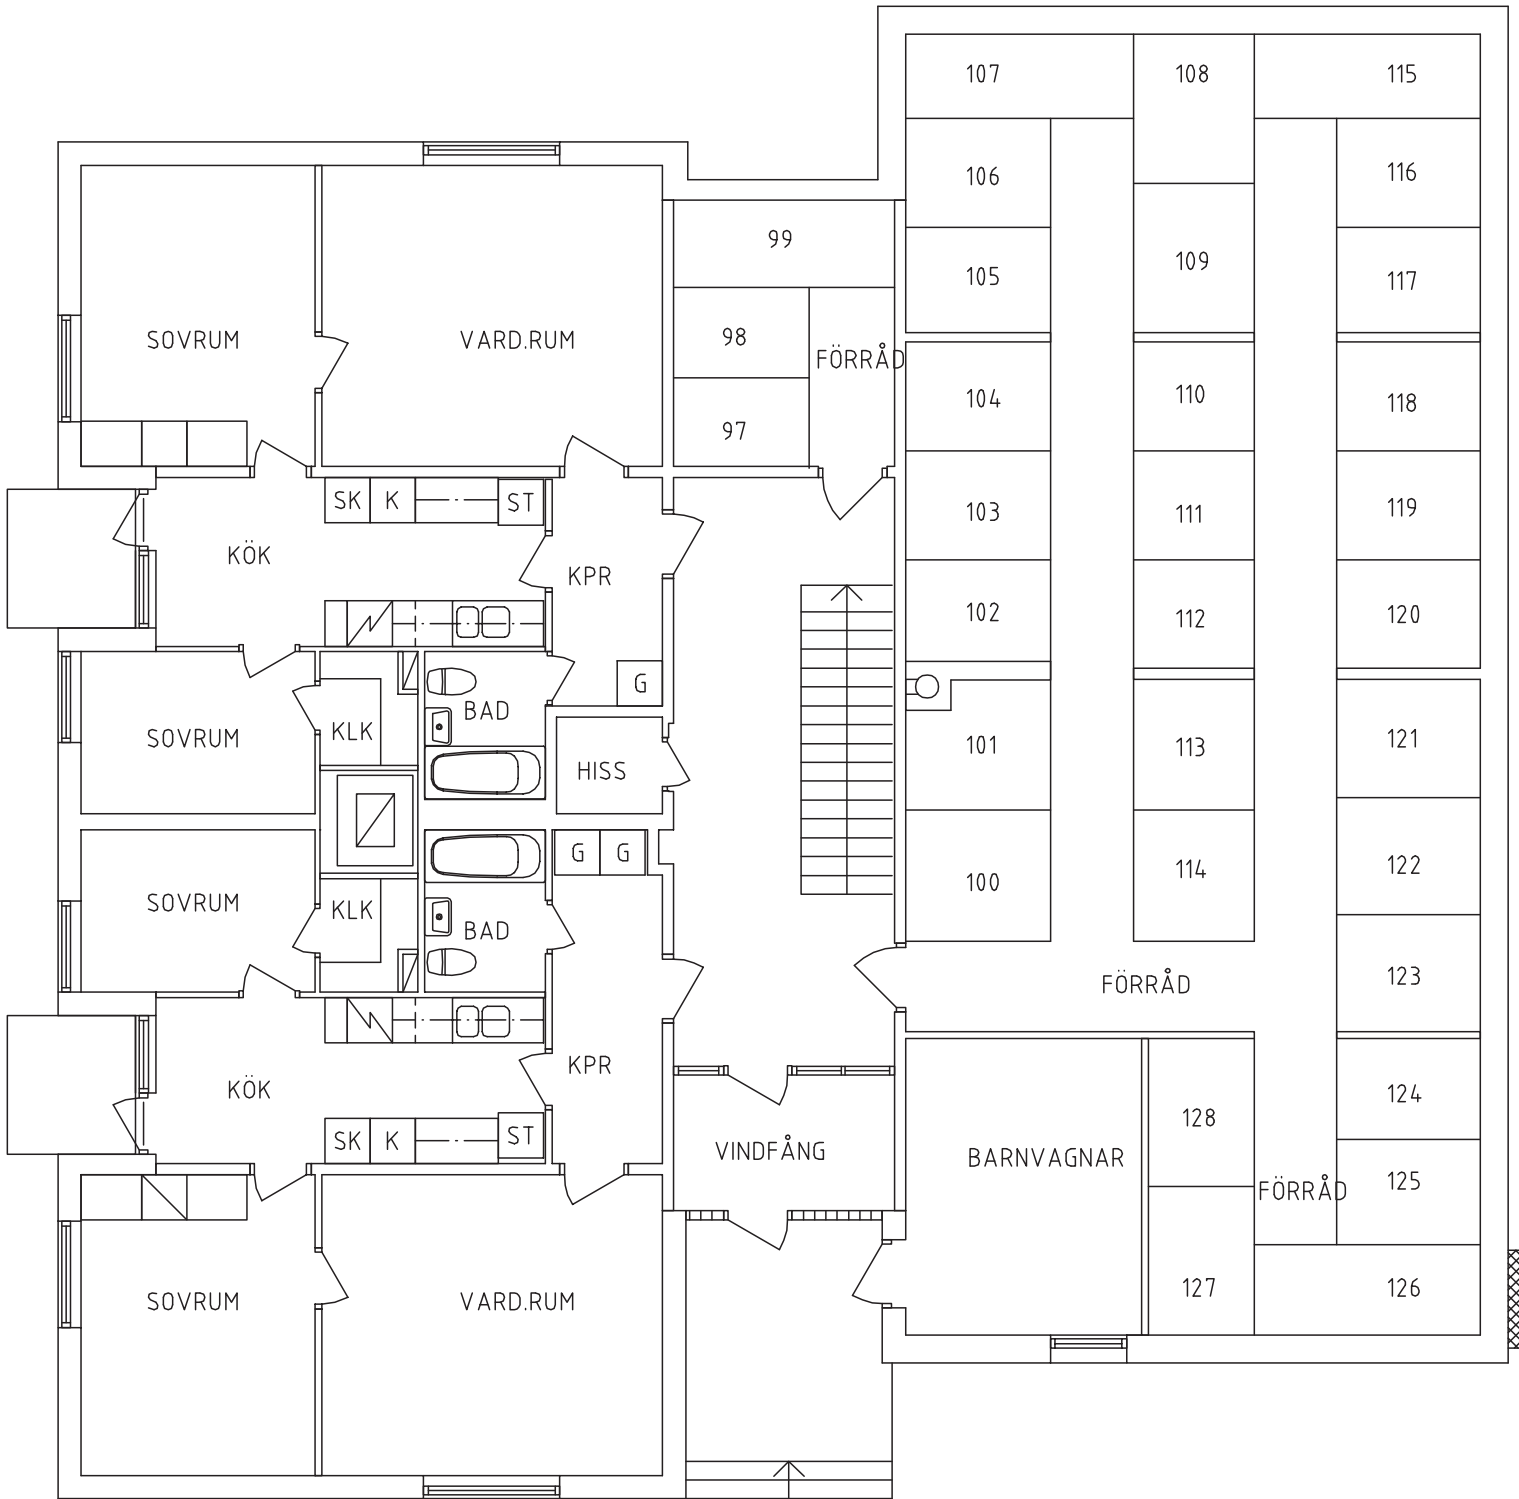 107
108
115
106
116
99
105
109
117
SOVRUM
VARD.RUM
98
FÖRRÅD
104
110
118
97
SK
K
ST
103
111
119
KÖK
KPR
102
112
120
G
SOVRUM
KLK
BAD
101
113
121
HISS
SOVRUM
KLK
BAD
G
G
100
114
122
FÖRRÅD
123
KÖK
KPR
SK
K
ST
VINDFÅNG
BARNVAGNAR
128
124
FÖRRÅD
125
SOVRUM
VARD.RUM
127
126